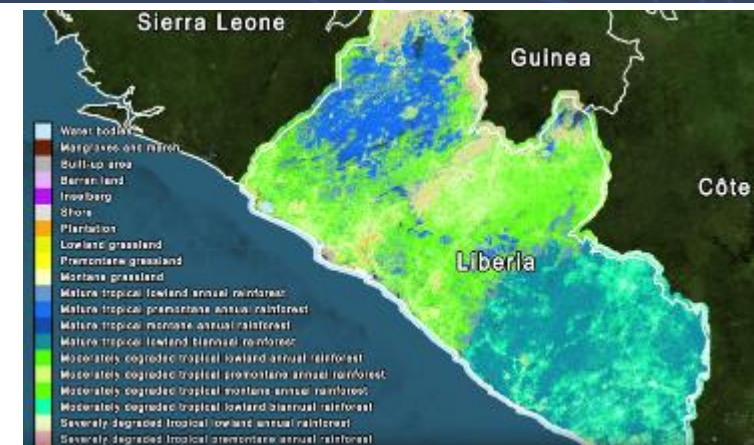 Sierra Leone
Guinea
Côte
Liberia
Water bodies
Mangroves and marsh
Built-up area
Barren land
Inselberg
Shore
Plantation
Lowland grassland
Premontane grassland
Montane grassland
Mature tropical lowland annual rainforest
Mature tropical premontane annual rainforest
Mature tropical montane annual rainforest
Mature tropical lowland biannual rainforest
Moderately degraded tropical lowland annual rainforest
Moderately degraded tropical premontane annual rainforest
Moderately degraded tropical montane annual rainforest
Moderately degraded tropical lowland biannual rainforest
Severely degraded tropical lowland annual rainforest
Severely degraded tropical premontane annual rainforest